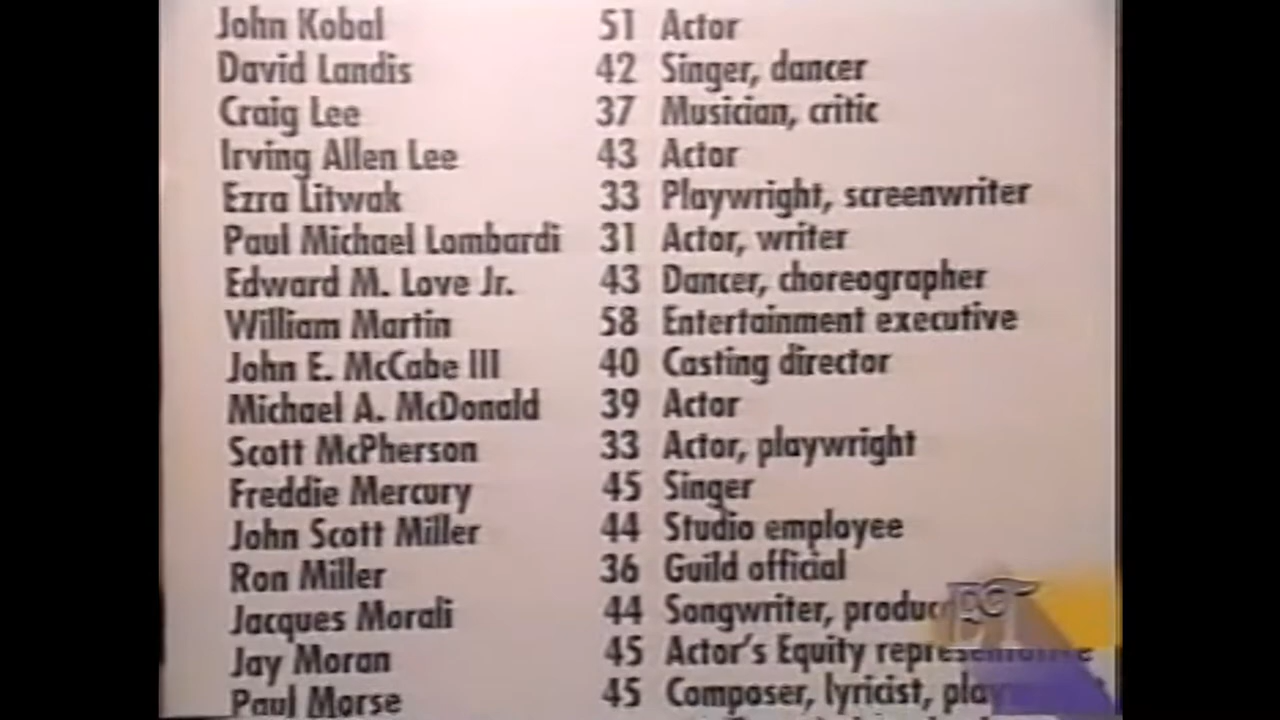 John Kobal 51 Actor
David Landis 42 Singer, dancer
Craig Lee 37 Musician, critic
Irving Allen Lee 43 Actor
Ezra Litwak 33 Playwright, screenwriter
Paul Michael Lombardi 31 Actor, writer
Edward M. Love Jr. 43 Dancer, choreographer
William Martin 58 Entertainment executive
John E. McCabe III 40 Casting director
Michael A. McDonald 39 Actor
Scott McPherson 33 Actor, playwright
Freddie Mercury 45 Singer
John Scott Miller 44 Studio employee
Ron Miller 36 Guild official
Jacques Morali 44 Songwriter,
ET
Jay Moran 45 Actor's Equity representative
Paul Morse 45 Composer, lyricist,